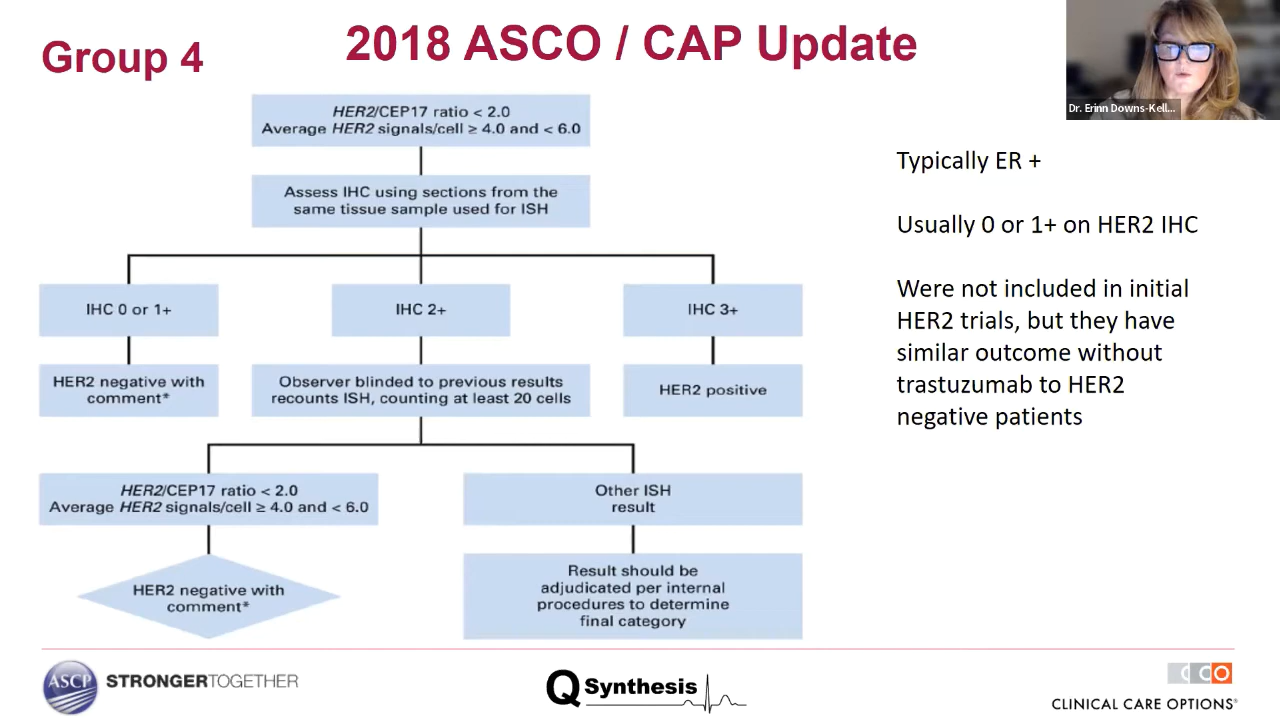 Group 4
2018 ASCO / CAP Update
Dr. Erinn Downs-Kell...
HER2/CEP17 ratio < 2.0
Average HER2 signals/cell ≥ 4.0 and < 6.0
Assess IHC using sections from the
same tissue sample used for ISH
IHC 0 or 1+
IHC 2+
IHC 3+
HER2 negative with
comment*
Observer blinded to previous results
recounts ISH, counting at least 20 cells
HER2 positive
HER2/CEP17 ratio < 2.0
Average HER2 signals/cell ≥ 4.0 and < 6.0
Other ISH
result
HER2 negative with
comment*
Result should be
adjudicated per internal
procedures to determine
final category
Typically ER +
Usually 0 or 1+ on HER2 IHC
Were not included in initial
HER2 trials, but they have
similar outcome without
trastuzumab to HER2
negative patients
ASCP
STRONGERTOGETHER
Q Synthesis
CCO
CLINICAL CARE OPTIONS®